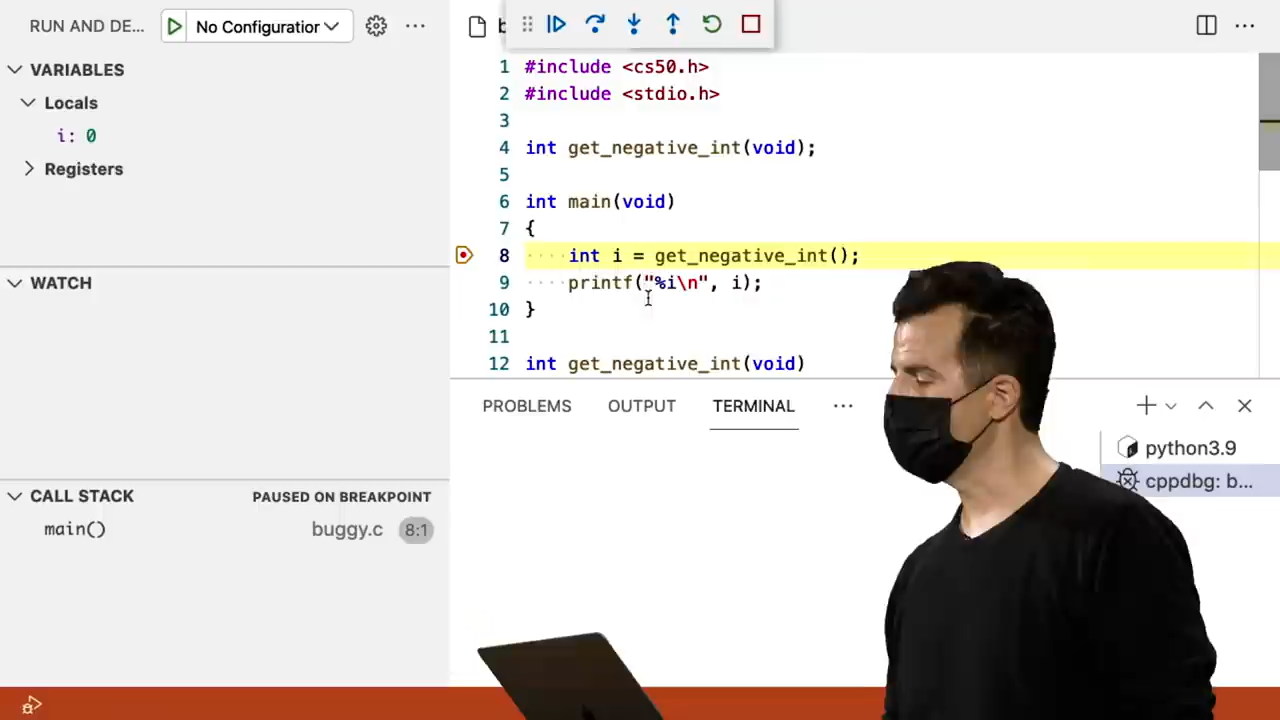 RUN AND DE...
No Configuration
VARIABLES
Locals
i: 0
Registers
WATCH
CALL STACK
PAUSED ON BREAKPOINT
main()
buggy.c
8:1
b
1 #include <cs50.h>
2 #include <stdio.h>
3
4 int get_negative_int(void);
5
6 int main(void)
7 {
8 int i = get_negative_int();
9 printf("%i\n", i);
10 }
11
12 int get_negative_int(void)
PROBLEMS
OUTPUT
TERMINAL
python3.9
cppdbg: b...